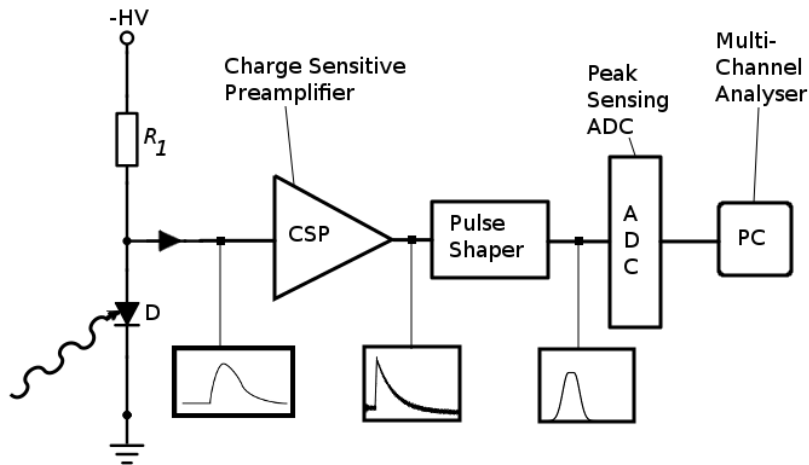 -HV
Charge Sensitive
Preamplifier
Peak
Sensing
ADC
Multi-
Channel
Analyser
R1
CSP
Pulse
Shaper
A
D
C
PC
D